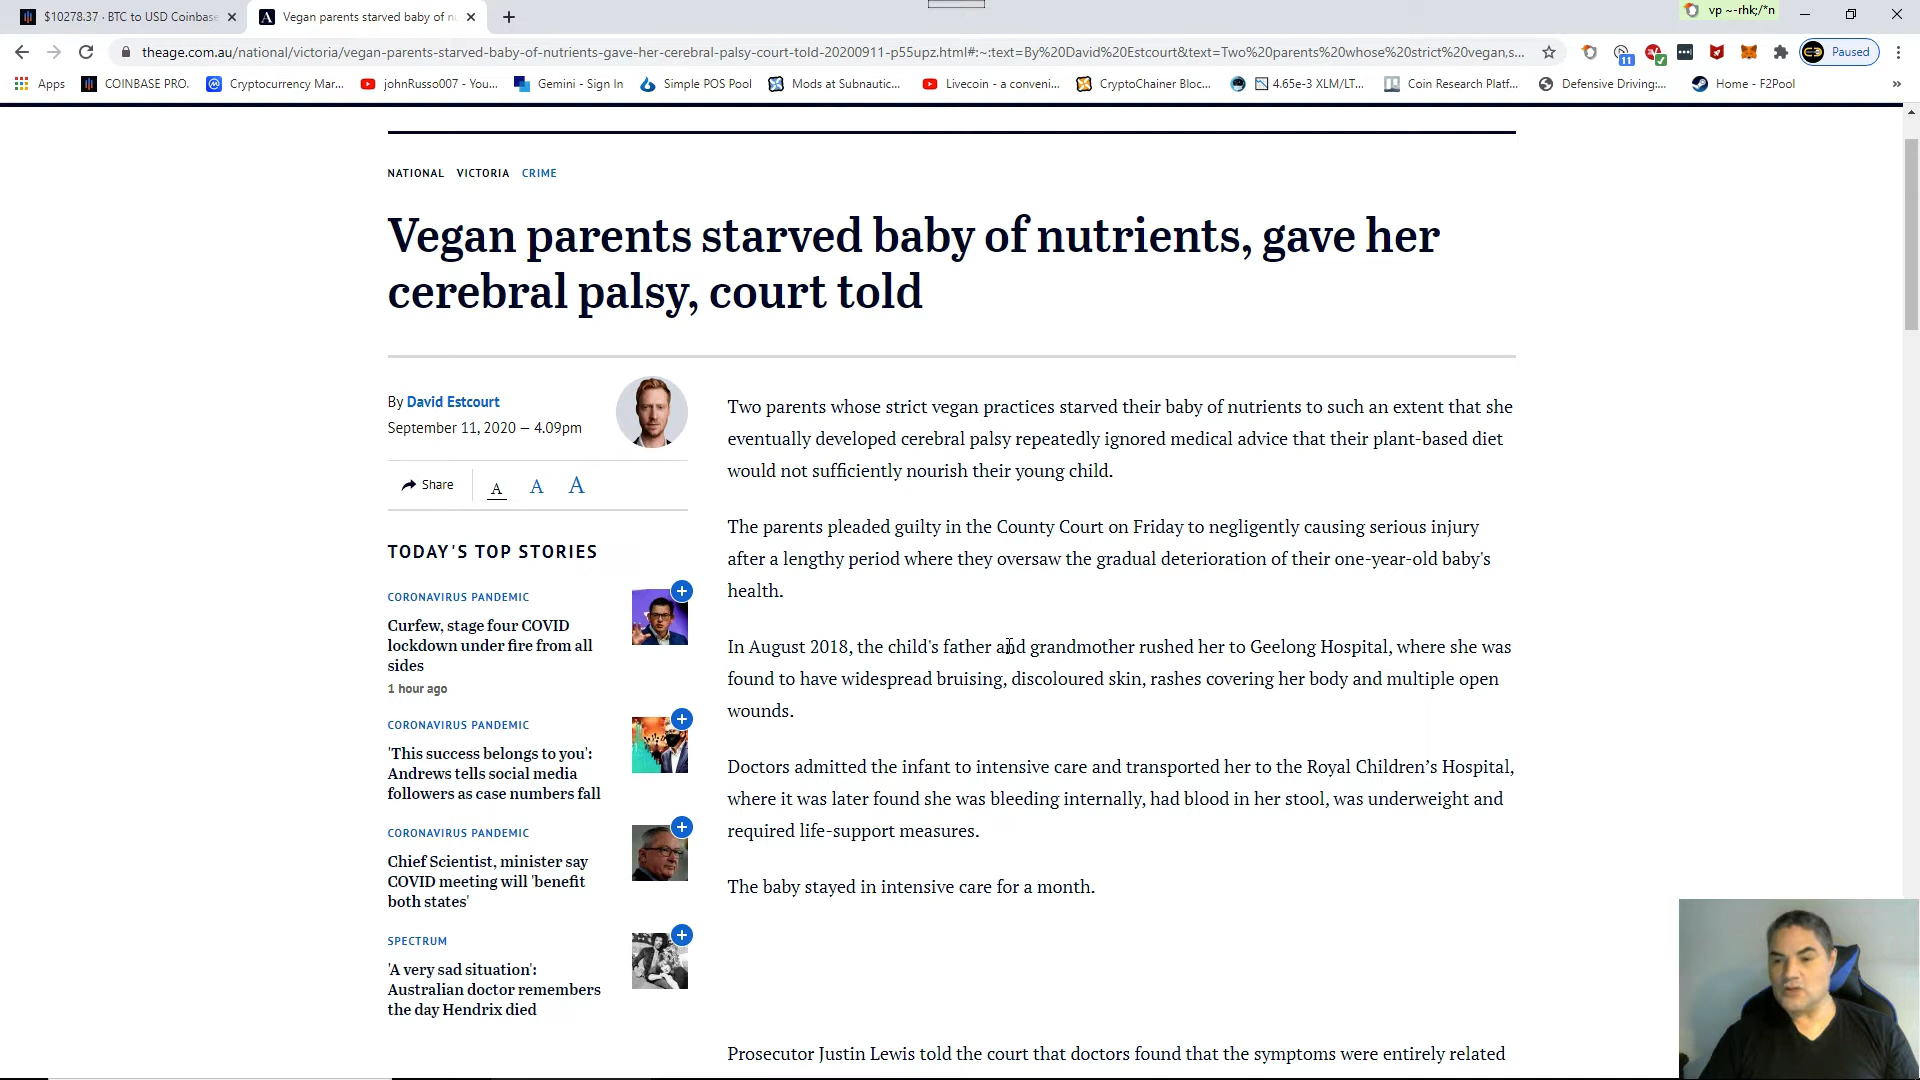 $10278.37 · BTC to USD Coinbase
Vegan parents starved baby of nu
vp ~-rhk;/*n
theage.com.au/national/victoria/vegan-parents-starved-baby-of-nutrients-gave-her-cerebral-palsy-court-told-20200911-p55upz.html#:~:text=By%20David%20Estcourt&text=Two%20parents%20whose%20strict%20vegan,s...
11
Paused
Apps
COINBASE PRO.
Cryptocurrency Mar...
johnRusso007 - You...
Gemini - Sign In
Simple POS Pool
Mods at Subnautic...
Livecoin - a conveni...
CryptoChainer Bloc...
4.65e-3 XLM/LT...
Coin Research Platf...
Defensive Driving:...
Home - F2Pool
»
NATIONAL VICTORIA CRIME
Vegan parents starved baby of nutrients, gave her
cerebral palsy, court told
By David Estcourt
September 11, 2020 — 4.09pm
Share
A A A
TODAY'S TOP STORIES
CORONAVIRUS PANDEMIC
Curfew, stage four COVID
lockdown under fire from all
sides
1 hour ago
CORONAVIRUS PANDEMIC
'This success belongs to you':
Andrews tells social media
followers as case numbers fall
CORONAVIRUS PANDEMIC
Chief Scientist, minister say
COVID meeting will 'benefit
both states'
SPECTRUM
'A very sad situation':
Australian doctor remembers
the day Hendrix died
Two parents whose strict vegan practices starved their baby of nutrients to such an extent that she
eventually developed cerebral palsy repeatedly ignored medical advice that their plant-based diet
would not sufficiently nourish their young child.
The parents pleaded guilty in the County Court on Friday to negligently causing serious injury
after a lengthy period where they oversaw the gradual deterioration of their one-year-old baby's
health.
In August 2018, the child's father and grandmother rushed her to Geelong Hospital, where she was
found to have widespread bruising, discoloured skin, rashes covering her body and multiple open
wounds.
Doctors admitted the infant to intensive care and transported her to the Royal Children’s Hospital,
where it was later found she was bleeding internally, had blood in her stool, was underweight and
required life-support measures.
The baby stayed in intensive care for a month.
Prosecutor Justin Lewis told the court that doctors found that the symptoms were entirely related